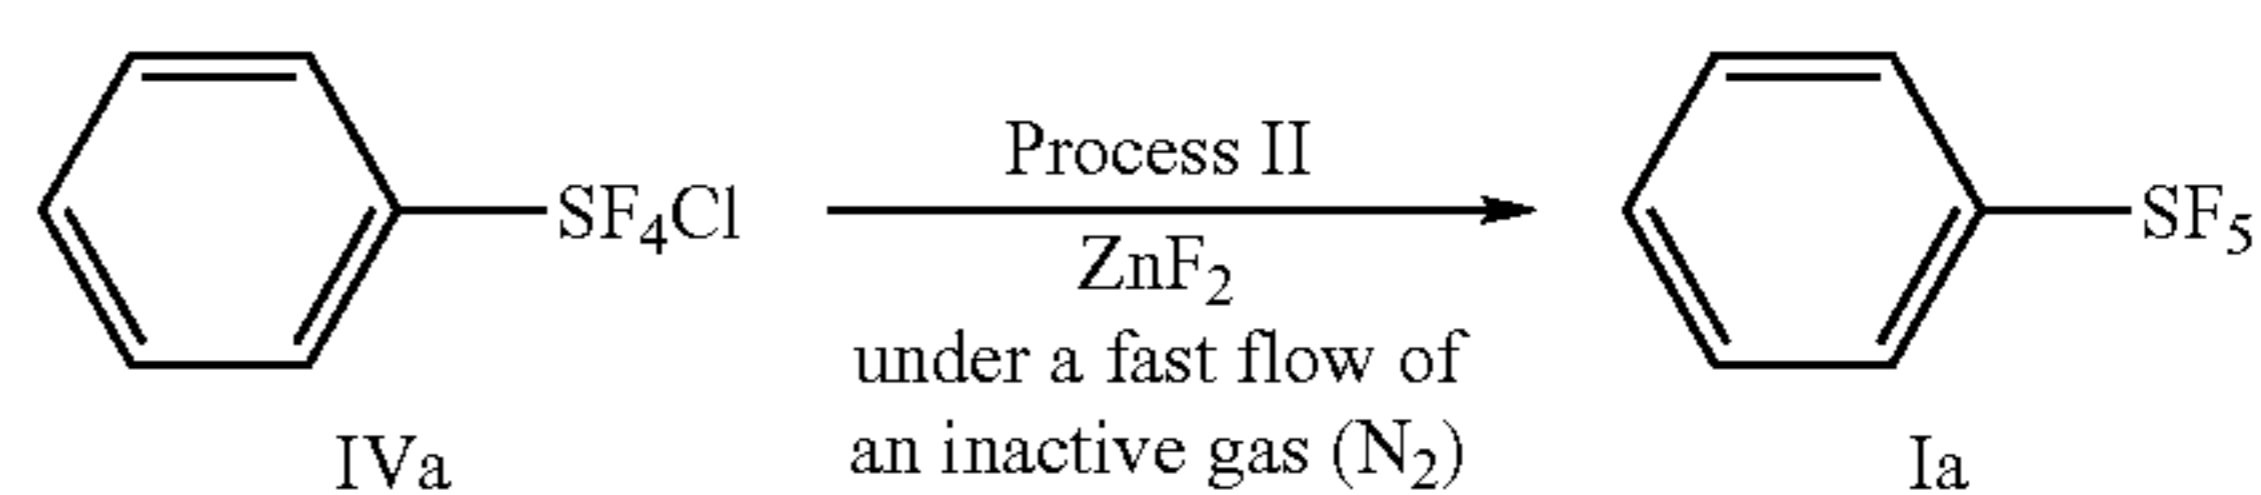 Process II
SF₄Cl
SF₅
ZnF₂
under a fast flow of
an inactive gas (N₂)
IVa
Ia